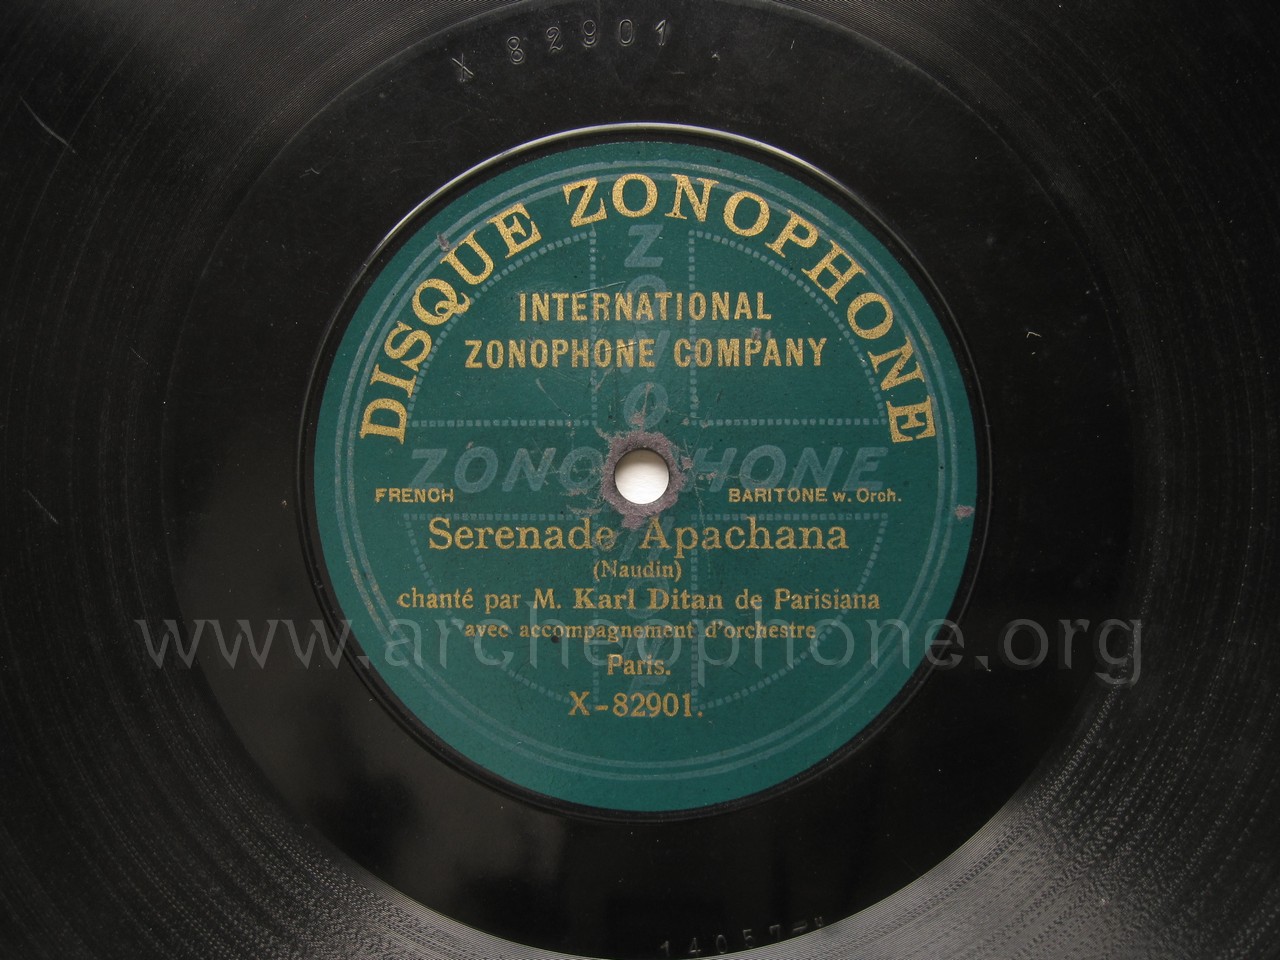 X 82901
DISQUE ZONOPHONE
INTERNATIONAL
ZONOPHONE COMPANY
ZONOPHONE
FRENCH
BARITONE w. Orch.
Serenade Apachana
(Naudin)
chanté par M. Karl Ditan de Parisiana
avec accompagnement d'orchestre
www.archeophone.org
Paris.
X-82901.